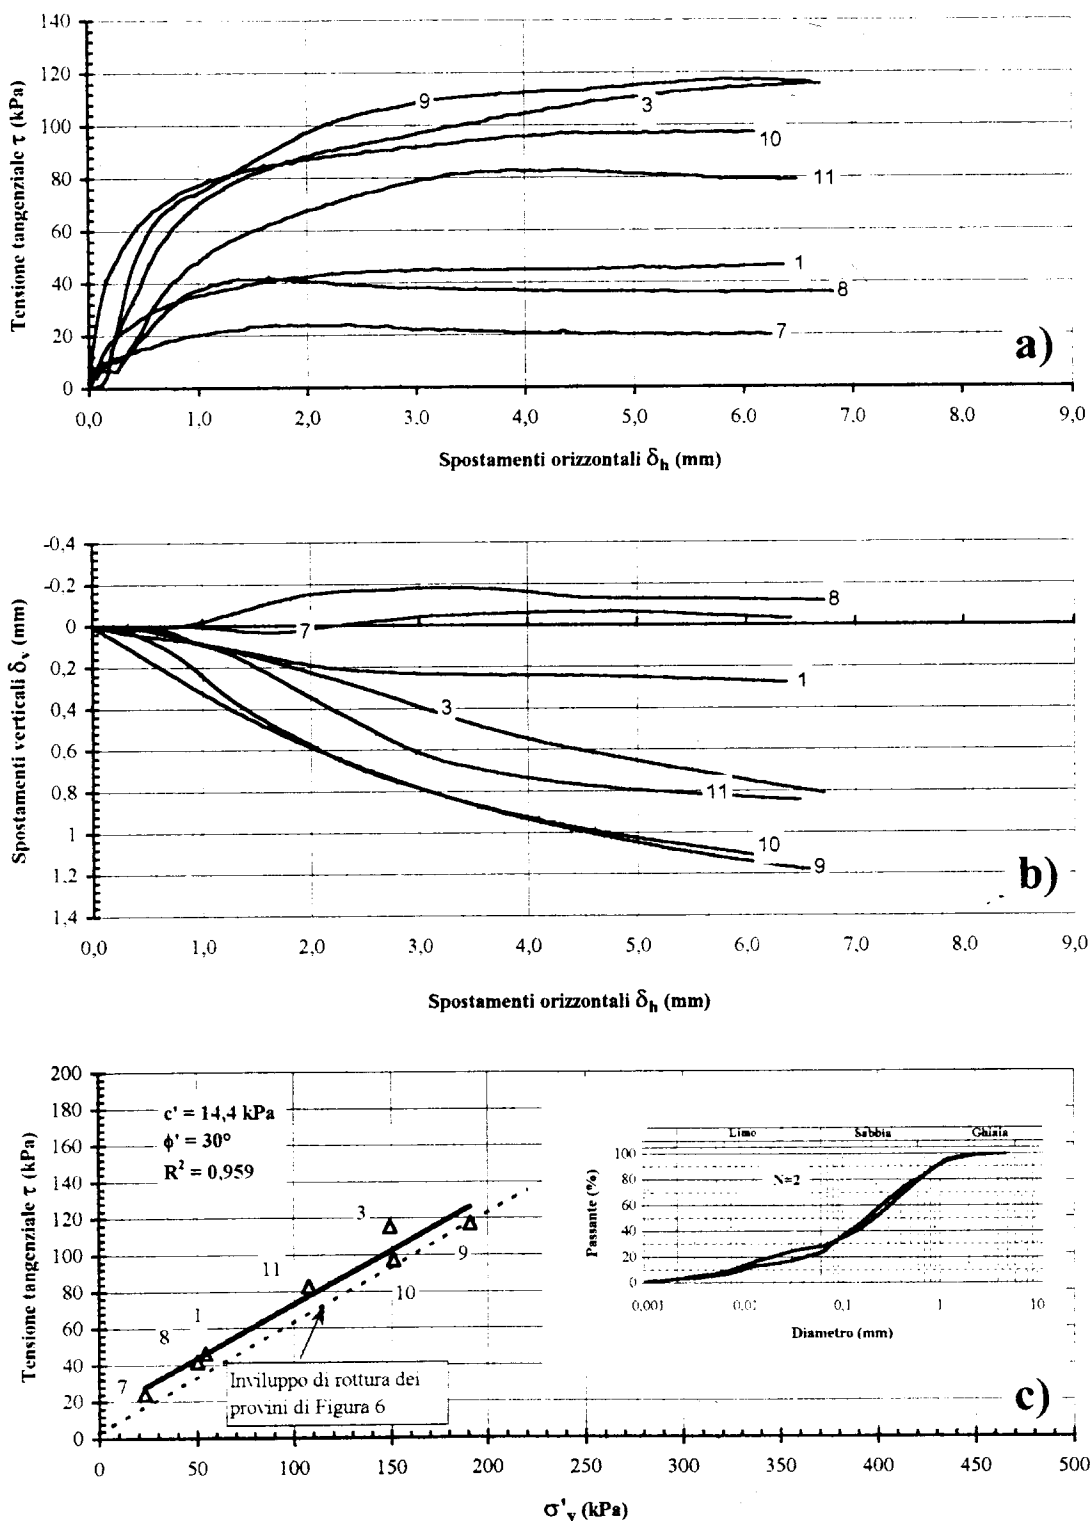 140
120
100
80
60
40
20
0
Tensione tangenziale τ (kPa)
9
3
10
11
1
8
7
a)
0,0 1,0 2,0 3,0 4,0 5,0 6,0 7,0 8,0 9,0
Spostamenti orizzontali δh (mm)
-0.4
-0.2
0
0.2
0.4
0.6
0.8
1
1.2
1,4
Spostamenti verticali δv (mm)
8
7
1
3
11
10
9
b)
0,0 1,0 2,0 3,0 4,0 5,0 6,0 7,0 8,0 9,0
Spostamenti orizzontali δh (mm)
200
180
160
140
120
100
80
60
40
20
0
Tensione tangenziale τ (kPa)
c' = 14,4 kPa
ϕ' = 30°
R² = 0,959
3
11
9
10
1
8
7
Inviluppo di rottura dei
provini di Figura 6
Limo Sabbia Ghiaia
100
80
60
40
20
0
Passante (%)
N=2
0,001 0,01 0,1 1 10
Diametro (mm)
c)
0 50 100 150 200 250 300 350 400 450 500
σ'v (kPa)